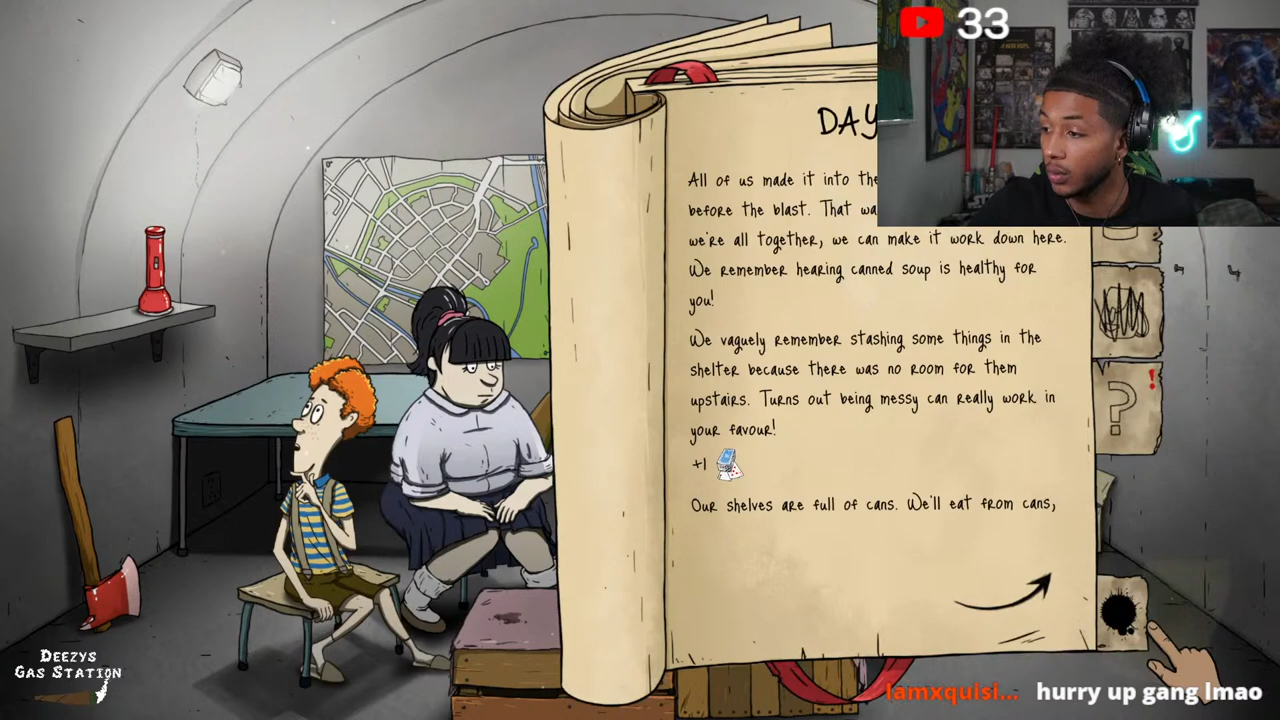 33
DAY
All of us made it into the
before the blast. That wa
we're all together, we can make it work down here.
We remember hearing canned soup is healthy for
you!
We vaguely remember stashing some things in the
shelter because there was no room for them
upstairs. Turns out being messy can really work in
your favour!
+1
Our shelves are full of cans. We'll eat from cans,
?
!
DEEZYS
GAS STATION
Iamxquisi... hurry up gang lmao